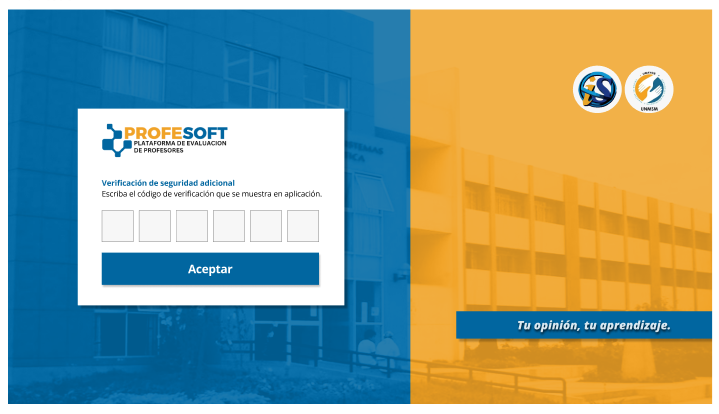 PROFESOFT
PLATAFORMA DE EVALUACION
DE PROFESORES
Verificación de seguridad adicional
Escriba el código de verificación que se muestra en aplicación.
Aceptar
UNMSM
Tu opinión, tu aprendizaje.